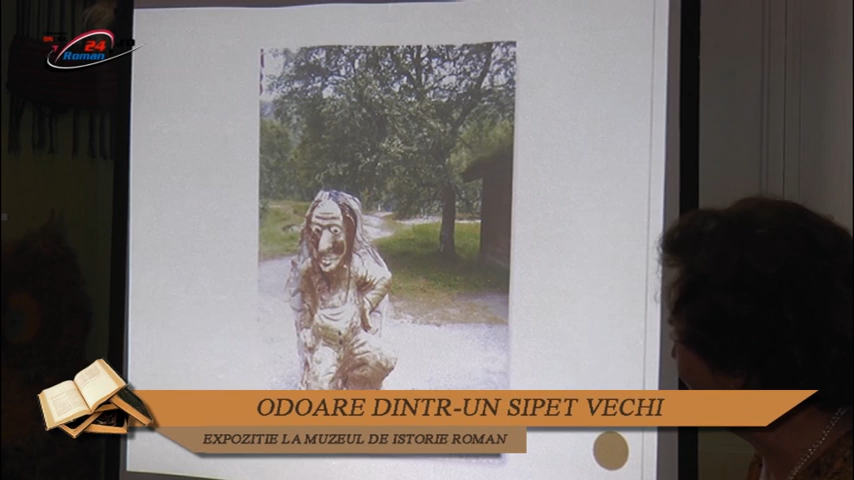 24
Roman
ODOARE DINTR-UN SIPET VECHI
EXPOZITIE LA MUZEUL DE ISTORIE ROMAN